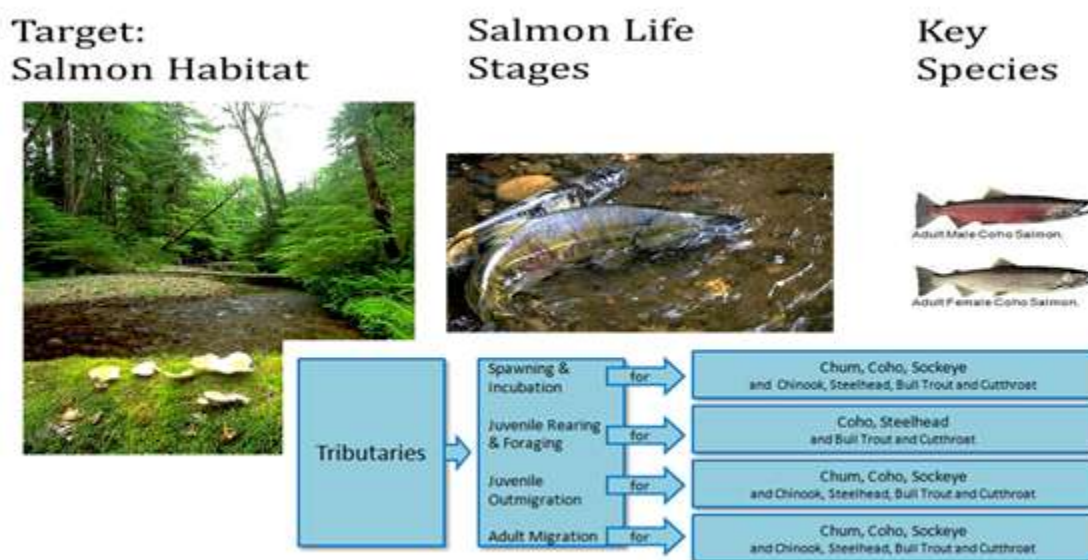 Target:
Salmon Habitat
Salmon Life
Stages
Key
Species
Adult Male Coho Salmon.
Adult Female Coho Salmon.
Tributaries
Spawning &
Incubation
for
Chum, Coho, Sockeye
and Chinook, Steelhead, Bull Trout and Cutthroat
Juvenile Rearing
& Foraging
for
Coho, Steelhead
and Bull Trout and Cutthroat
Juvenile
Outmigration
for
Chum, Coho, Sockeye
and Chinook, Steelhead, Bull Trout and Cutthroat
Adult Migration
for
Chum, Coho, Sockeye
and Chinook, Steelhead, Bull Trout and Cutthroat